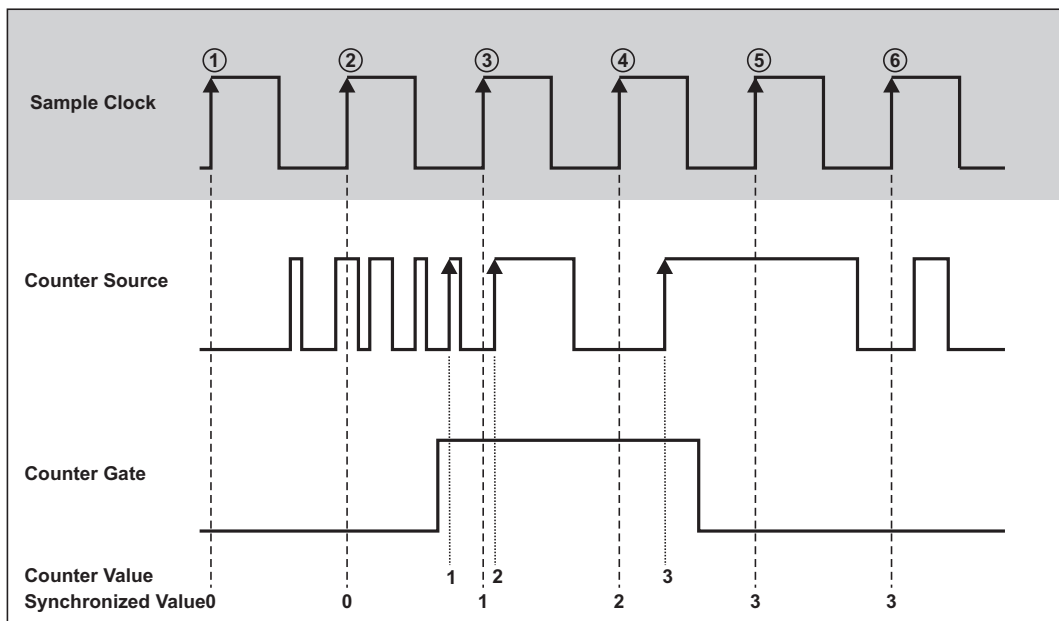 ① ② ③ ④ ⑤ ⑥
Sample Clock
Counter Source
Counter Gate
Counter Value 1 2 3
Synchronized Value0 0 1 2 3 3